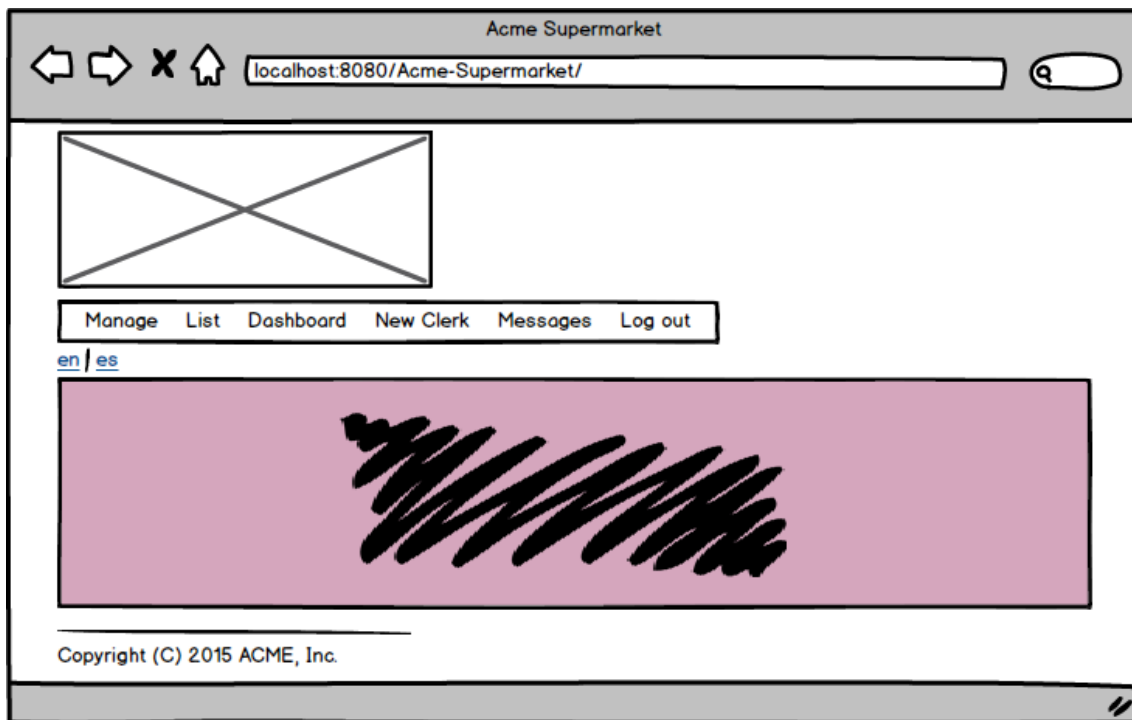 Acme Supermarket
localhost:8080/Acme-Supermarket/
Manage List Dashboard New Clerk Messages Log out
en / es
Copyright (C) 2015 ACME, Inc.